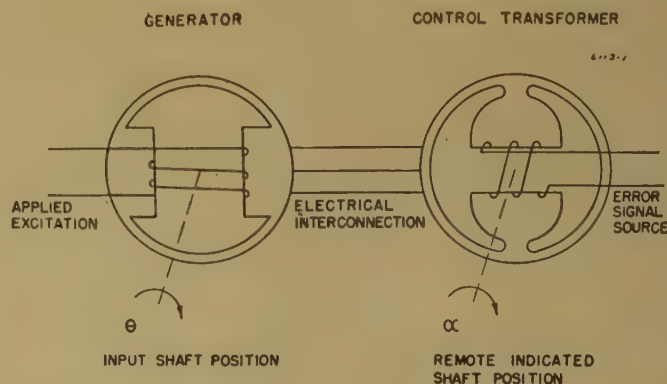 GENERATOR
CONTROL TRANSFORMER
APPLIED
EXCITATION
ELECTRICAL
INTERCONNECTION
ERROR
SIGNAL
SOURCE
θ
α
INPUT SHAFT POSITION
REMOTE INDICATED
SHAFT POSITION